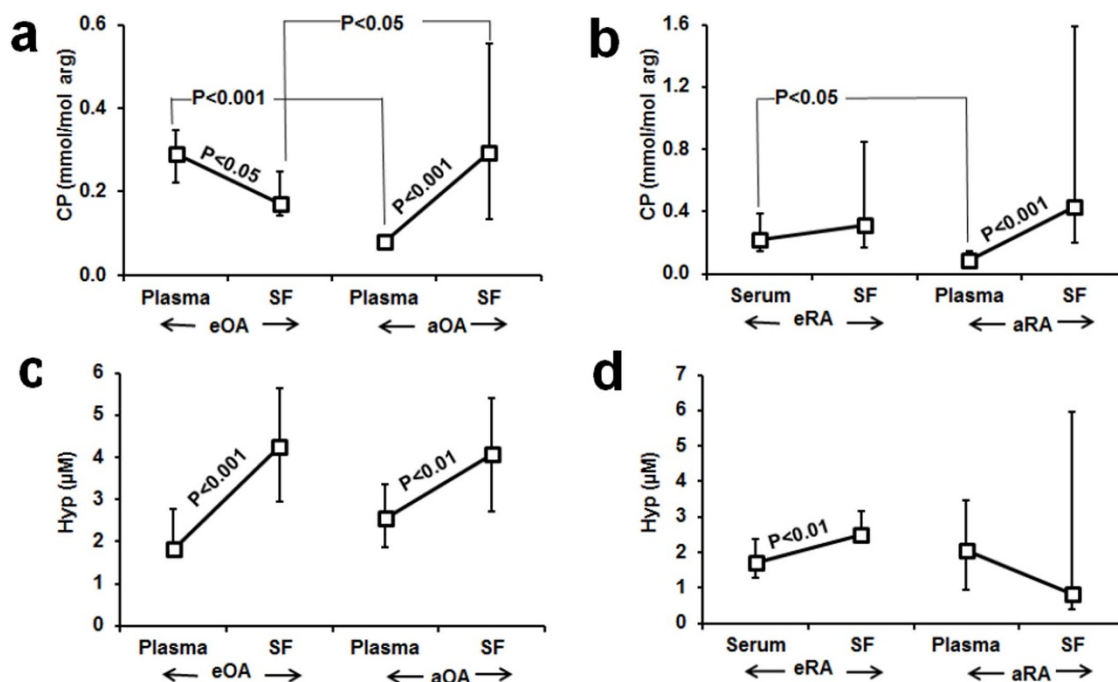 a
CP (mmol/mmol arg)
0.6
0.4
0.2
0.0
P<0.05
P<0.001
P<0.05
P<0.001
Plasma SF Plasma SF
eOA aOA
b
CP (mmol/mmol arg)
1.6
1.2
0.8
0.4
0.0
P<0.05
P<0.001
Serum SF Plasma SF
eRA aRA
c
Hyp (µM)
6
5
4
3
2
1
0
P<0.001
P<0.01
Plasma SF Plasma SF
eOA aOA
d
Hyp (µM)
7
6
5
4
3
2
1
0
P<0.01
Serum SF Plasma SF
eRA aRA